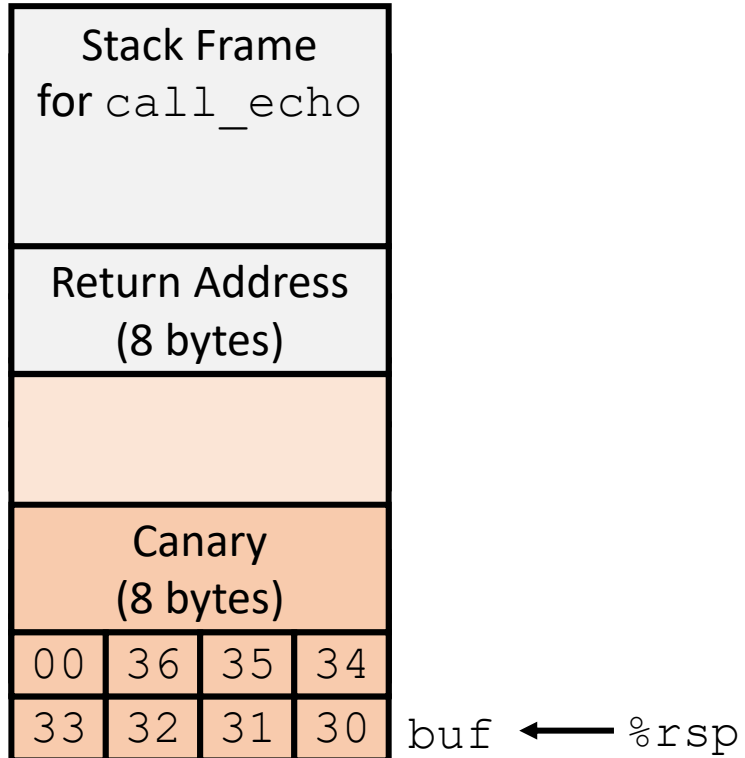 Stack Frame
for call_echo
Return Address
(8 bytes)
Canary
(8 bytes)
00 36 35 34
33 32 31 30 buf %rsp